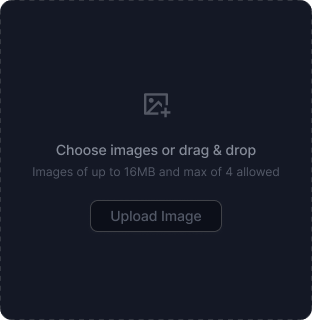 Choose images or drag & drop
Images of up to 16MB and max of 4 allowed
Upload Image